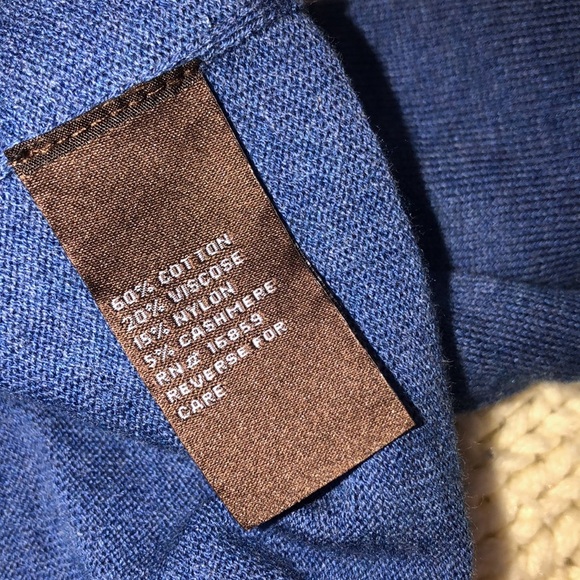 60% COTTON
20% VISCOSE
15% NYLON
5% CASHMERE
RN# 16859
REVERSE FOR
CARE